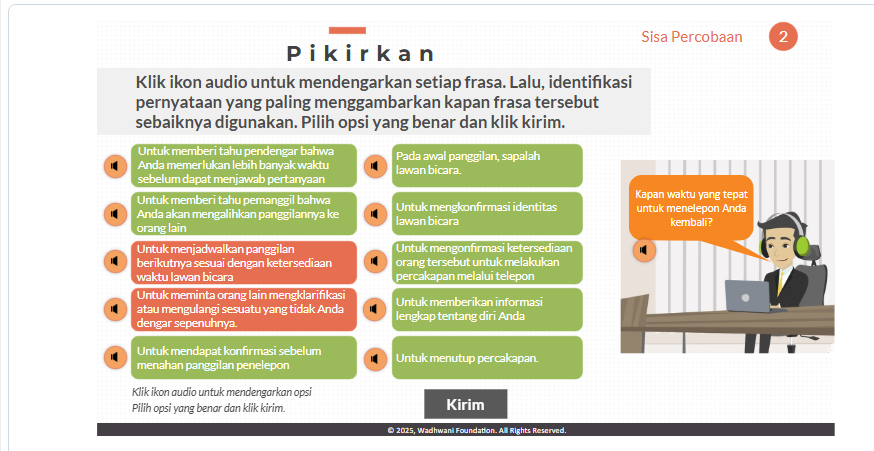 Sisa Percobaan
2
Pikirkan
Klik ikon audio untuk mendengarkan setiap frasa. Lalu, identifikasi
pernyataan yang paling menggambarkan kapan frasa tersebut
sebaiknya digunakan. Pilih opsi yang benar dan klik kirim.
Untuk memberi tahu pendengar bahwa
Anda memerlukan lebih banyak waktu
sebelum dapat menjawab pertanyaan
Pada awal panggilan, sapalah
lawan bicara.
Untuk memberi tahu pemanggil bahwa
Anda akan mengalihkan panggilannya ke
orang lain
Untuk mengkonfirmasi identitas
lawan bicara
Untuk menjadwalkan panggilan
berikutnya sesuai dengan ketersediaan
waktu lawan bicara
Untuk mengonfirmasi ketersediaan
orang tersebut untuk melakukan
percakapan melalui telepon
Untuk meminta orang lain mengklarifikasi
atau mengulangi sesuatu yang tidak Anda
dengar sepenuhnya.
Untuk memberikan informasi
lengkap tentang diri Anda
Untuk mendapat konfirmasi sebelum
menahan panggilan penelepon
Untuk menutup percakapan.
Kapan waktu yang tepat
untuk menelepon Anda
kembali?
Klik ikon audio untuk mendengarkan opsi
Pilih opsi yang benar dan klik kirim.
Kirim
© 2025, Wadhwani Foundation. All Rights Reserved.